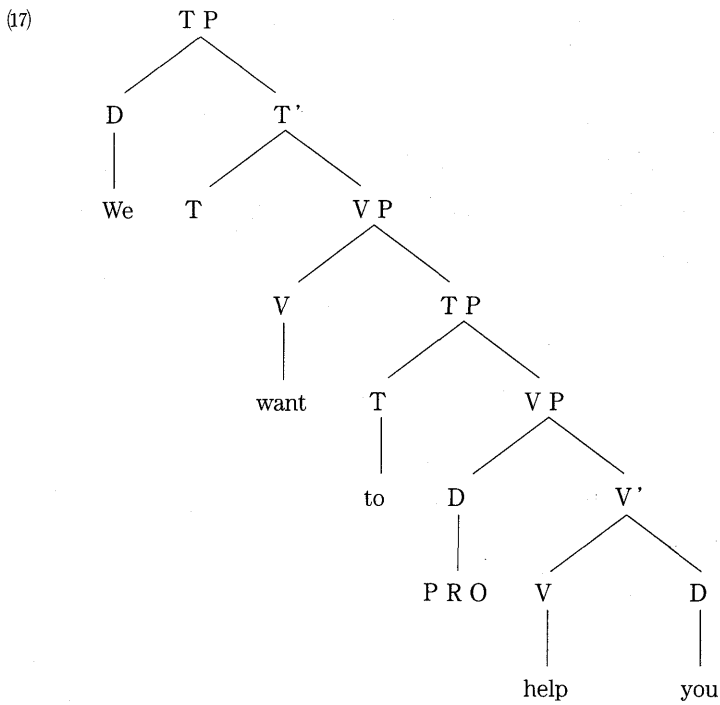 (17) T P
D T'
We T V P
V T P
want T V P
to D V'
P R O V D
help you